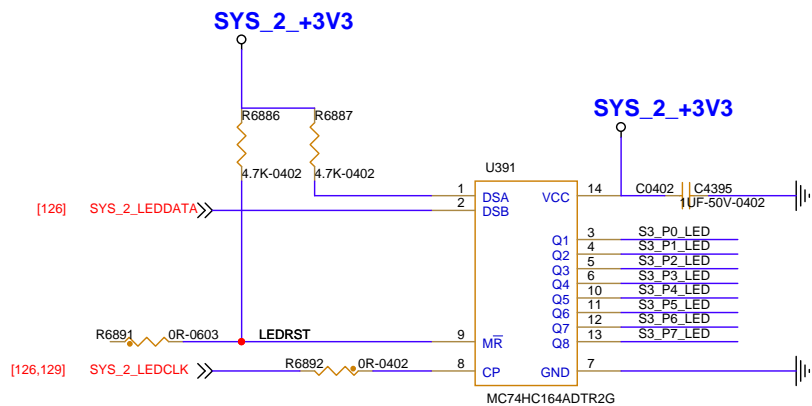 SYS_2_+3V3
R6886 R6887
4.7K-0402 4.7K-0402
SYS_2_+3V3
U391
1 DSA VCC 14 C0402 C4395
1UF-50V-0402
[126] SYS_2_LEDDATA 2 DSB
Q1 3 S3_P0_LED
Q2 4 S3_P1_LED
Q3 5 S3_P2_LED
Q4 6 S3_P3_LED
Q5 10 S3_P4_LED
Q6 11 S3_P5_LED
Q7 12 S3_P6_LED
Q8 13 S3_P7_LED
R6891 0R-0603 LEDRST 9 MR
[126,129] SYS_2_LEDCLK R6892 0R-0402 8 CP GND 7
MC74HC164ADTR2G